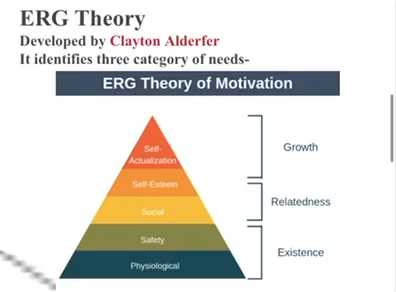 ERG Theory
Developed by Clayton Alderfer
It identifies three category of needs-
ERG Theory of Motivation
Self-
Actualization
Growth
Self-Esteem
Relatedness
Social
Safety
Existence
Physiological